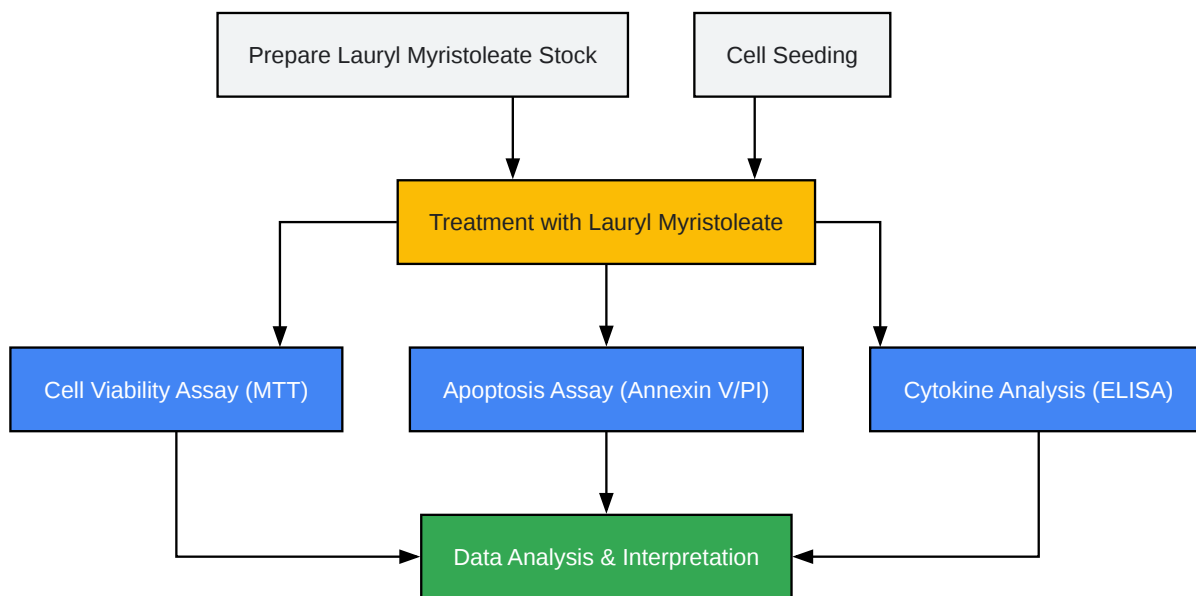 Prepare Lauryl Myristoleate Stock
Cell Seeding
Treatment with Lauryl Myristoleate
Cell Viability Assay (MTT)
Apoptosis Assay (Annexin V/PI)
Cytokine Analysis (ELISA)
Data Analysis & Interpretation